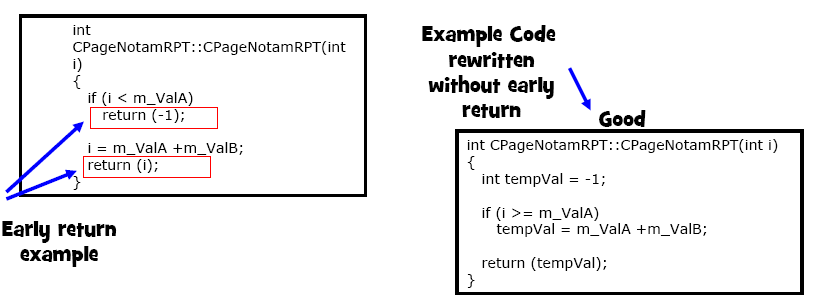 int
CPageNotamRPT::CPageNotamRPT(int
i)
{
if (i < m_ValA)
return (-1);
i = m_ValA +m_ValB;
return (i);
}
Early return
example
Example Code
rewritten
without early
return
Good
int CPageNotamRPT::CPageNotamRPT(int i)
{
int tempVal = -1;
if (i >= m_ValA)
tempVal = m_ValA +m_ValB;
return (tempVal);
}